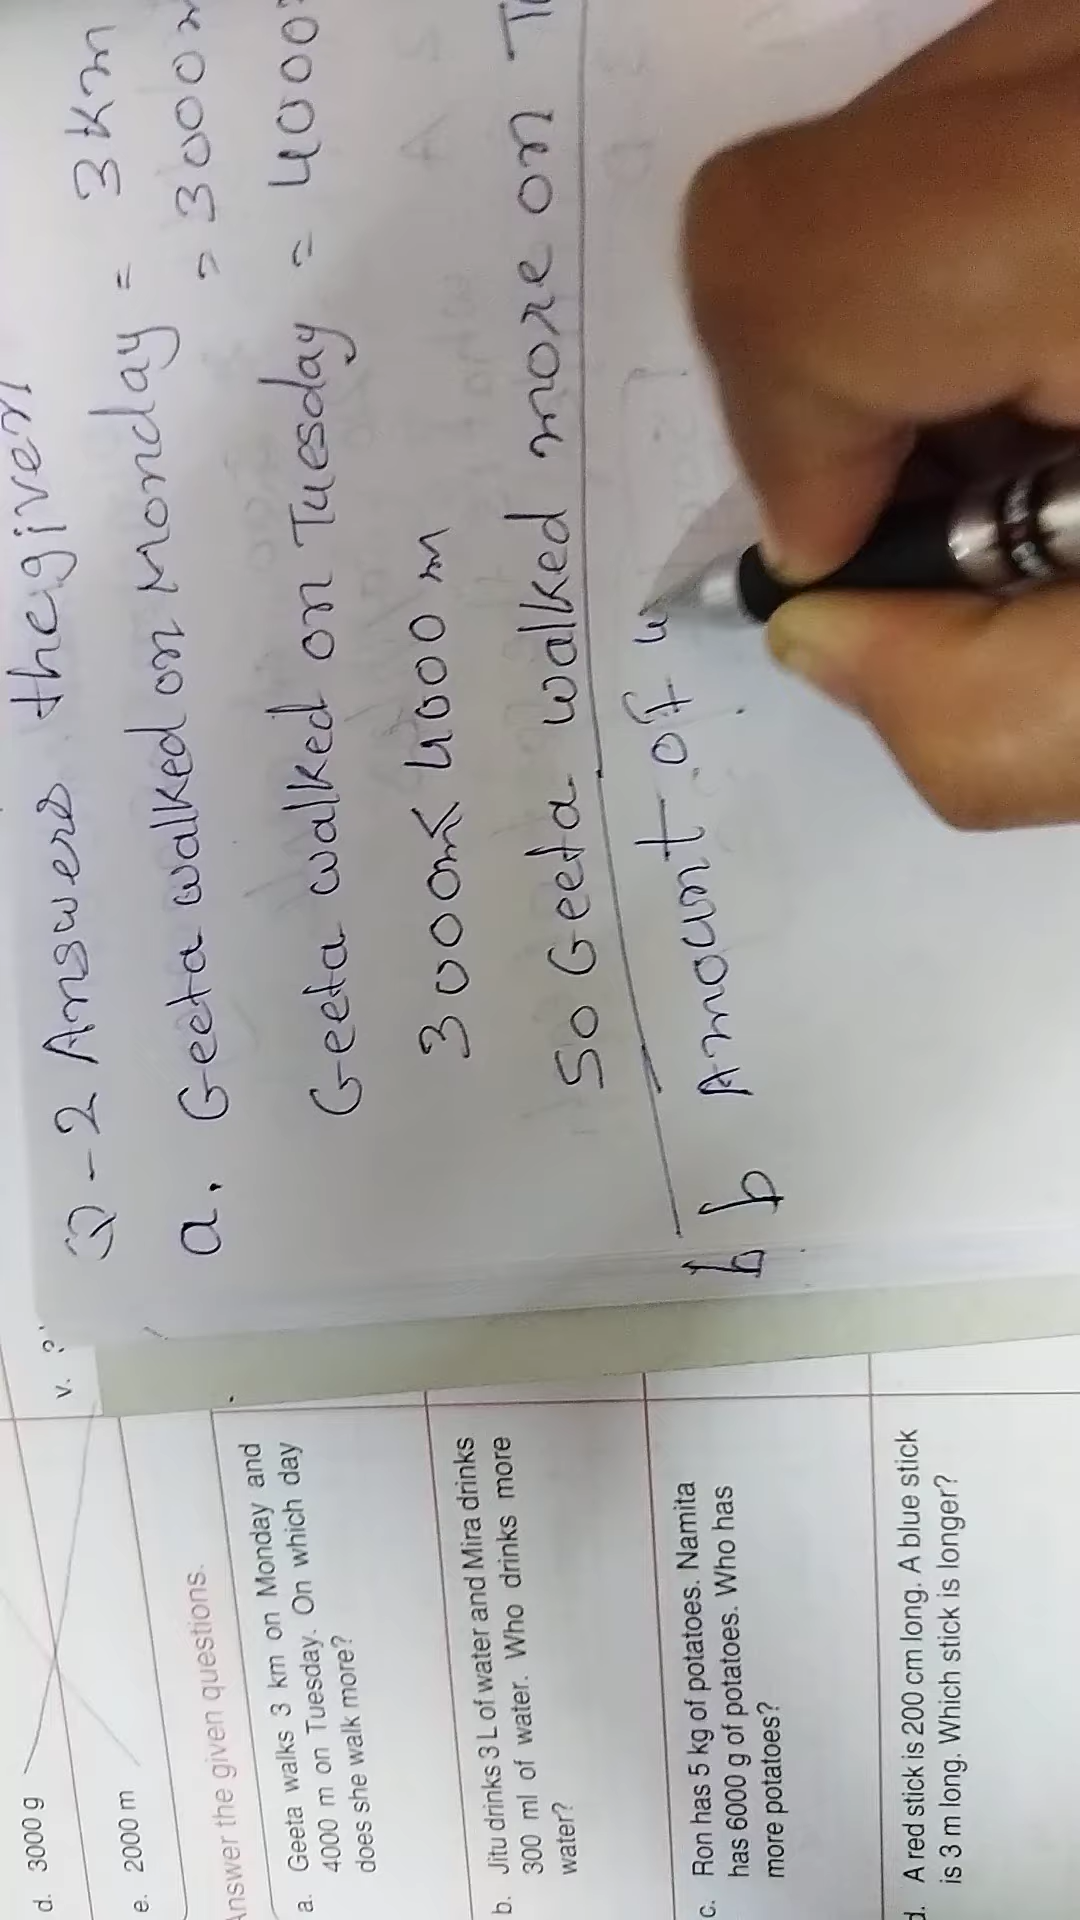 d. 3000 g
v. ?
e. 2000 m
Answer the given questions.
a. Geeta walks 3 km on Monday and
4000 m on Tuesday. On which day
does she walk more?
b. Jitu drinks 3 L of water and Mira drinks
300 ml of water. Who drinks more
water?
c. Ron has 5 kg of potatoes. Namita
has 6000 g of potatoes. Who has
more potatoes?
d. A red stick is 200 cm long. A blue stick
is 3 m long. Which stick is longer?
Q-2 Answers the given
a. Geeta walked on Monday = 3 km
= 3000 m
Geeta walked on Tuesday = 4000
3000m < 4000 m
So Geeta walked more on
b b Amount of